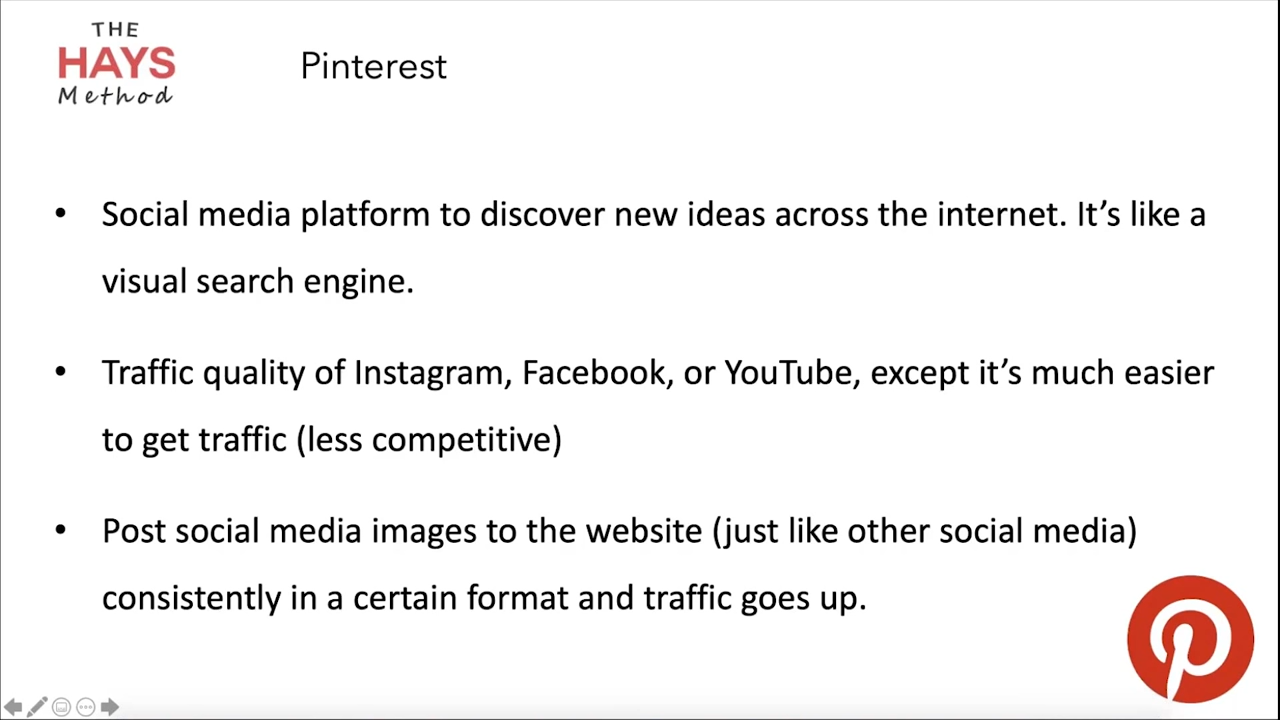 THE
HAYS
Method
Pinterest
• Social media platform to discover new ideas across the internet. It’s like a
visual search engine.
• Traffic quality of Instagram, Facebook, or YouTube, except it’s much easier
to get traffic (less competitive)
• Post social media images to the website (just like other social media)
consistently in a certain format and traffic goes up.